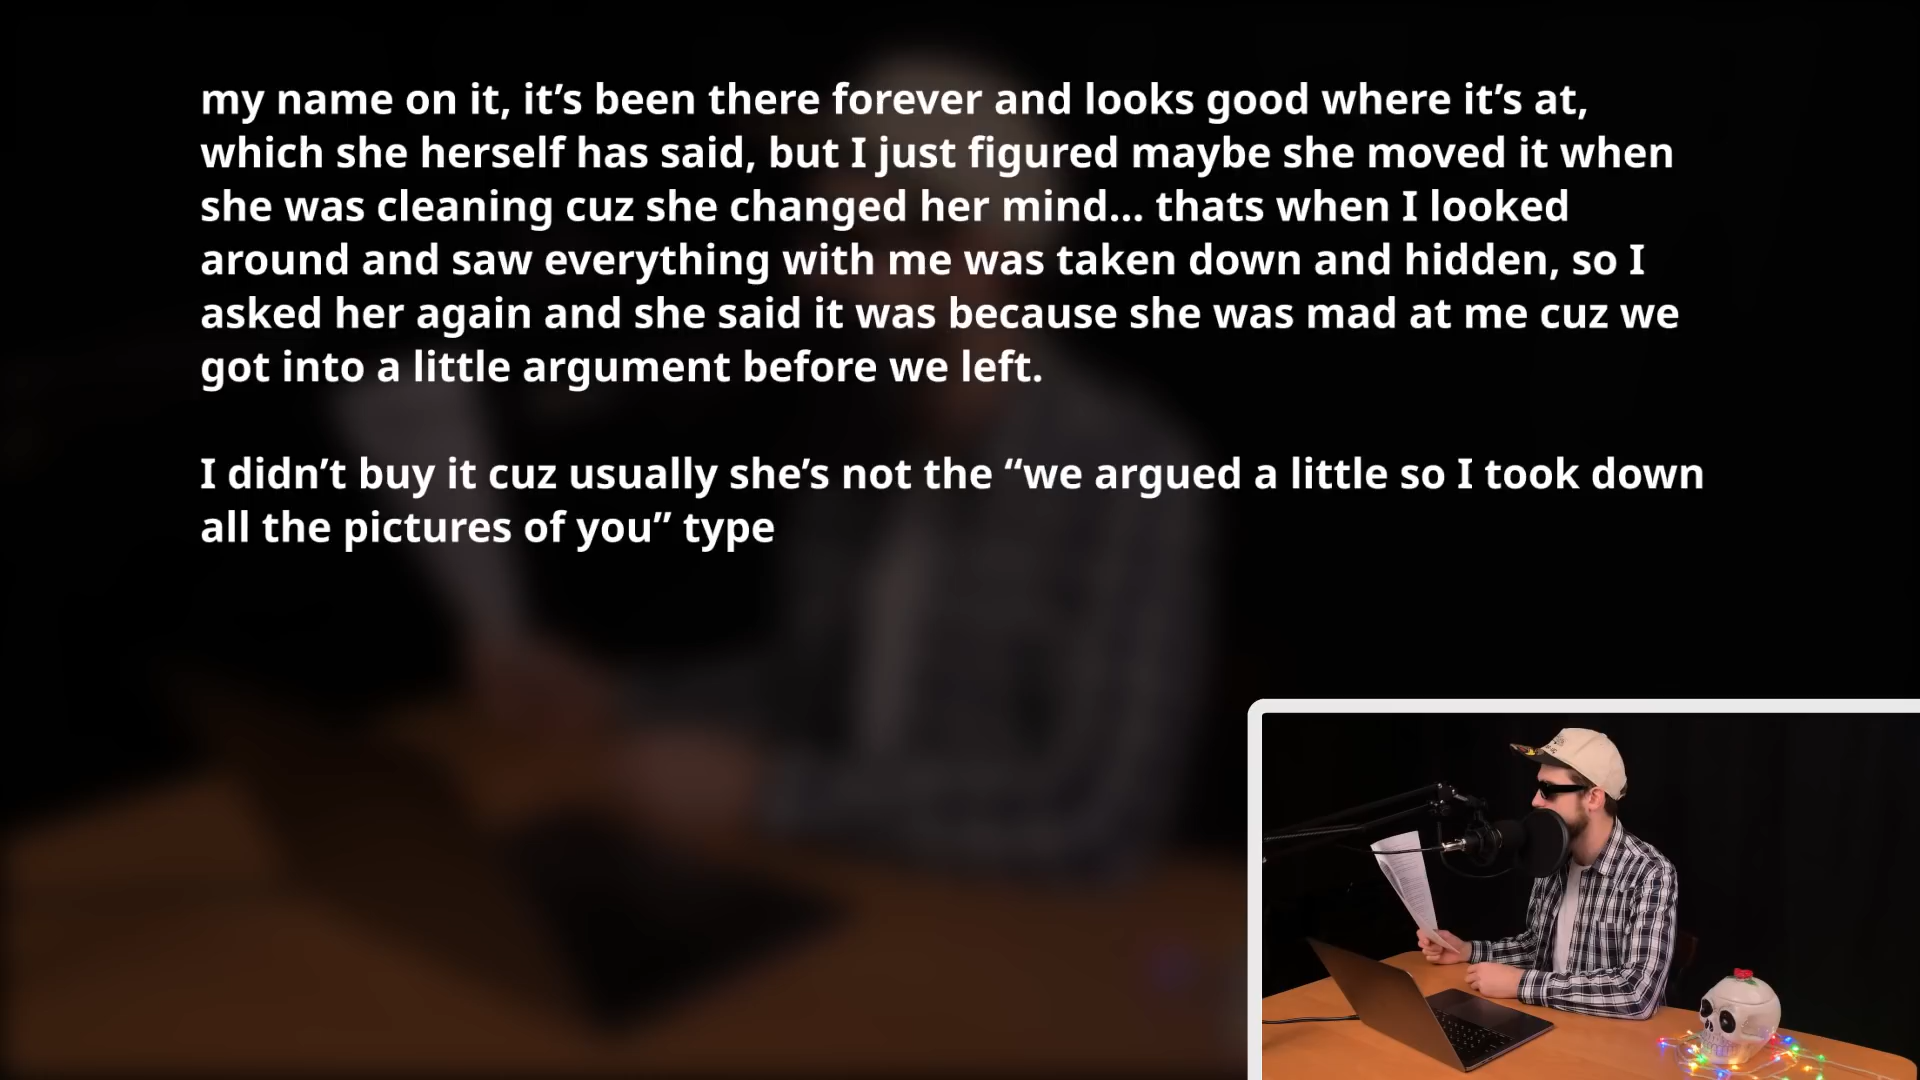 my name on it, it’s been there forever and looks good where it’s at,
which she herself has said, but I just figured maybe she moved it when
she was cleaning cuz she changed her mind... thats when I looked
around and saw everything with me was taken down and hidden, so I
asked her again and she said it was because she was mad at me cuz we
got into a little argument before we left.
I didn’t buy it cuz usually she’s not the “we argued a little so I took down
all the pictures of you” type